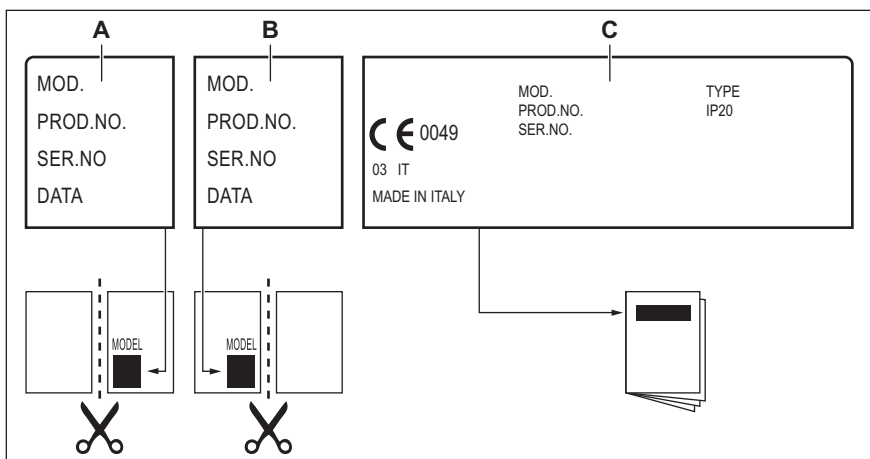 A
B
C
MOD.
PROD.NO.
SER.NO
DATA
MOD.
PROD.NO.
SER.NO
DATA
MOD.
PROD.NO.
SER.NO.
TYPE
IP20
CE 0049
03 IT
MADE IN ITALY
MODEL
MODEL